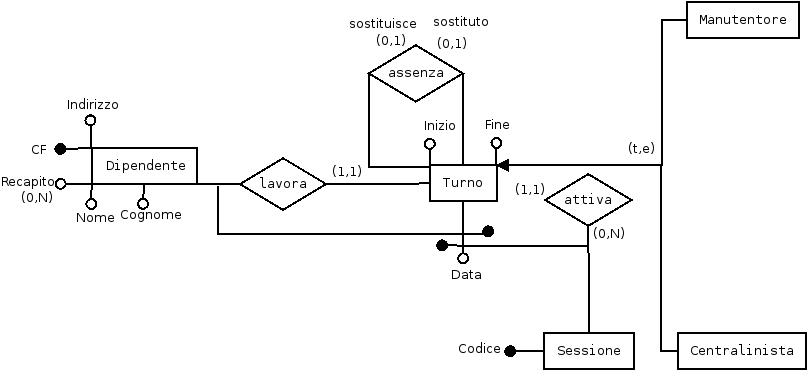 Manutentore
sostituisce sostituto
(0,1) (0,1)
assenza
Indirizzo
Inizio Fine
CF
(t,e)
Dipendente
(1,1)
Recapito
lavora
Turno
(1,1)
attiva
(0,N)
Nome Cognome
(0,N)
Data
Codice
Sessione
Centralinista